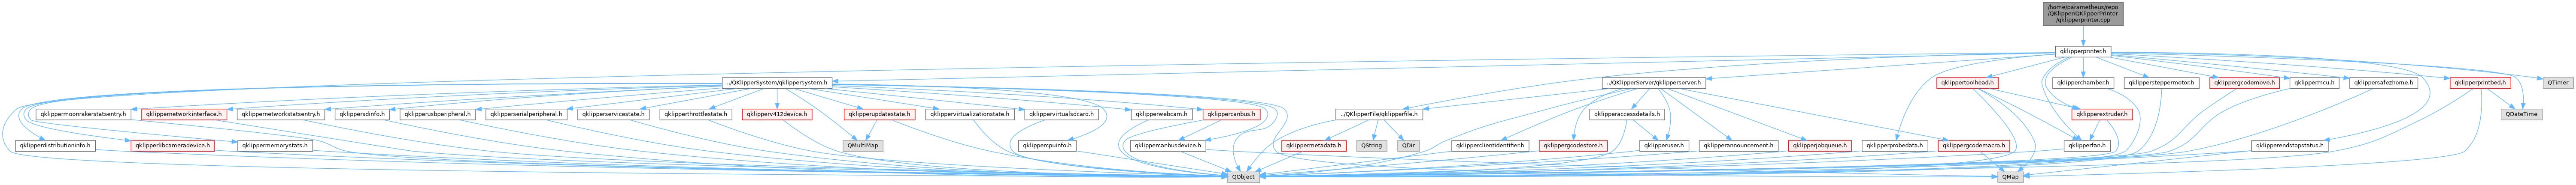 /home/parametheus/repo
/QKlipper/QKlipperPrinter
/qklipperprinter.cpp
qklipperprinter.h
../QKlipperSystem/qklippersystem.h
../QKlipperServer/qklipperserver.h
qklippertoolhead.h
qklipperchamber.h
qklippersteppermotor.h
qklippergcodemove.h
qklippermcu.h
qklippersafezhome.h
qklipperprintbed.h
QTimer
qklippermoonrakerstatsentry.h
qklippernetworkinterface.h
qklippernetworkstatsentry.h
qklippersdinfo.h
qklipperusbperipheral.h
qklipperserialperipheral.h
qklipperservicestate.h
qklipperthrottlestate.h
qklipperv412device.h
qklipperupdatestate.h
qklippervirtualizationstate.h
qklippervirtualsdcard.h
qklipperwebcam.h
qklippercanbus.h
../QKlipperFile/qklipperfile.h
qklipperaccessdetails.h
qklipperextruder.h
QDateTime
qklipperdistributioninfo.h
qklipperlibcameradevice.h
qklippermemorystats.h
QMultiMap
qklippercpuinfo.h
qklippercanbusdevice.h
qklippermetadata.h
QString
QDir
qklipperclientidentifier.h
qklippergcodestore.h
qklipperuser.h
qklipperannouncement.h
qklipperjobqueue.h
qklipperprobedata.h
qklippergcodemacro.h
qklipperfan.h
qklipperendstopstatus.h
QObject
QMap